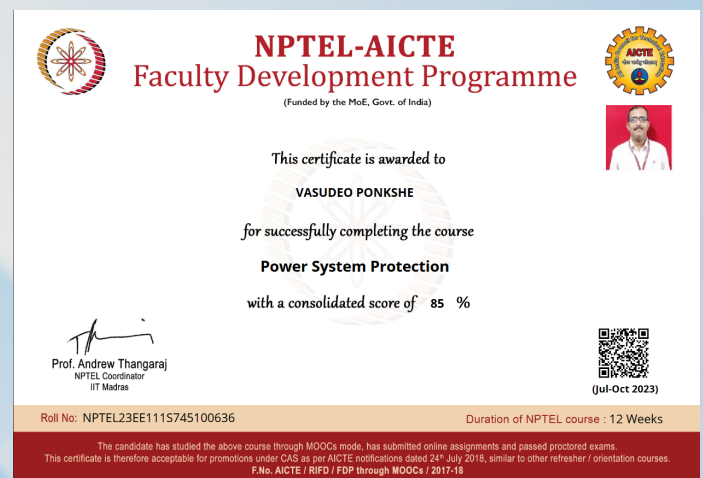 NPTEL-AICTE
Faculty Development Programme
(Funded by the MoE, Govt. of India)
AICTE
This certificate is awarded to
VASUDEO PONKSHE
for successfully completing the course
Power System Protection
with a consolidated score of 85 %
Prof. Andrew Thangaraj
NPTEL Coordinator
IIT Madras
(Jul-Oct 2023)
Roll No: NPTEL23EE111S745100636
Duration of NPTEL course : 12 Weeks
The candidate has studied the above course through MOOCs mode, has submitted online assignments and passed proctored exams.
This certificate is therefore acceptable for promotions under CAS as per AICTE notifications dated 24th July 2018, similar to other refresher / orientation courses.
F.No. AICTE / RIFD / FDP through MOOCs / 2017-18